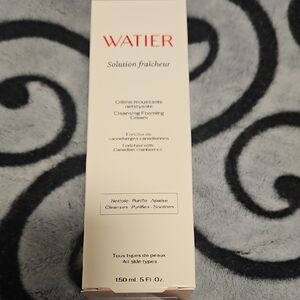 WATIER
Solution fraîcheur
Crème moussante
nettoyante
Cleansing Foaming
Cream
Enrichie de
canneberges canadiennes
Enriched with
Canadian cranberries
Nettoie · Purifie · Apaise
Cleanses · Purifies · Soothes
Tous types de peaux
All skin types
150 mL 5 Fl. Oz.